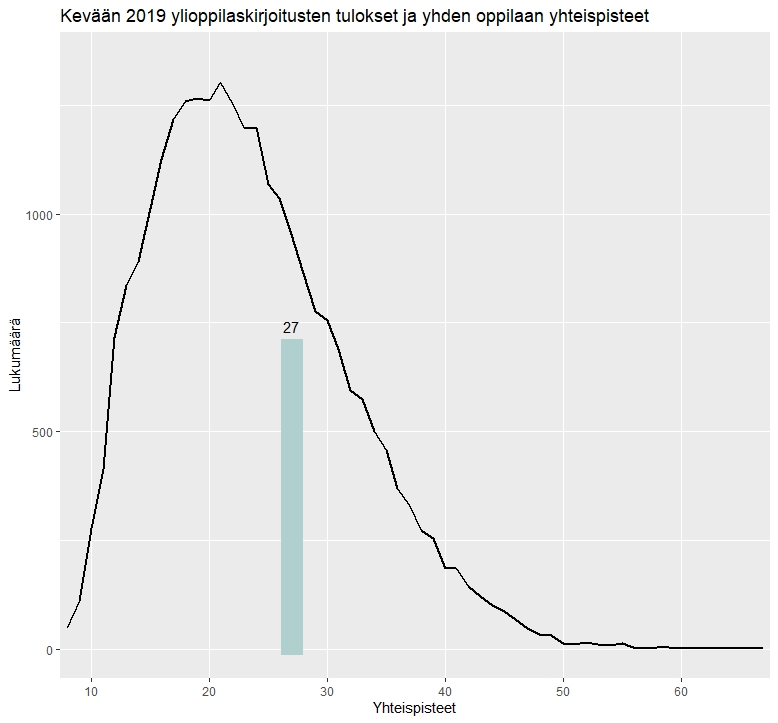 Kevään 2019 ylioppilaskirjoitusten tulokset ja yhden oppilaan yhteispisteet
Lukumäärä
1000
500
0
27
10 20 30 40 50 60
Yhteispisteet